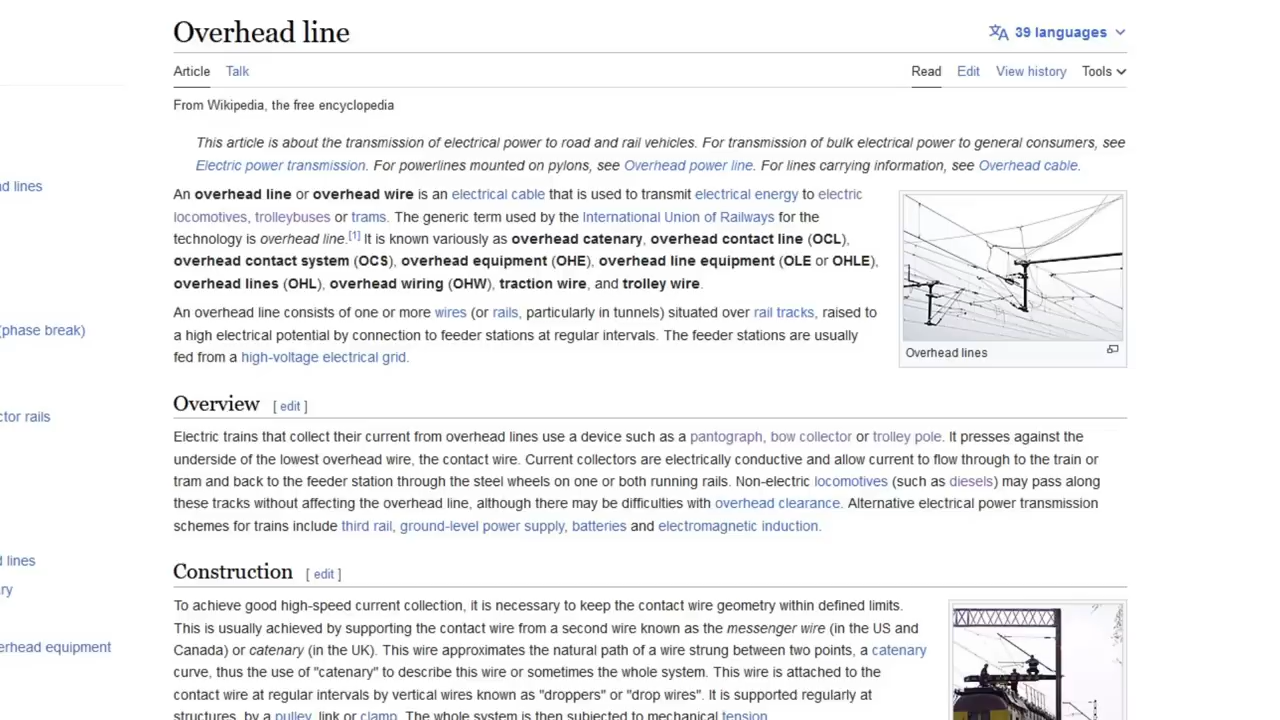 Overhead line
39 languages
Article Talk
Read Edit View history Tools
From Wikipedia, the free encyclopedia
This article is about the transmission of electrical power to road and rail vehicles. For transmission of bulk electrical power to general consumers, see
Electric power transmission. For powerlines mounted on pylons, see Overhead power line. For lines carrying information, see Overhead cable.
An overhead line or overhead wire is an electrical cable that is used to transmit electrical energy to electric
locomotives, trolleybuses or trams. The generic term used by the International Union of Railways for the
technology is overhead line.[1] It is known variously as overhead catenary, overhead contact line (OCL),
overhead contact system (OCS), overhead equipment (OHE), overhead line equipment (OLE or OHLE),
overhead lines (OHL), overhead wiring (OHW), traction wire, and trolley wire.
An overhead line consists of one or more wires (or rails, particularly in tunnels) situated over rail tracks, raised to
a high electrical potential by connection to feeder stations at regular intervals. The feeder stations are usually
fed from a high-voltage electrical grid.
Overhead lines
Overview [ edit ]
Electric trains that collect their current from overhead lines use a device such as a pantograph, bow collector or trolley pole. It presses against the
underside of the lowest overhead wire, the contact wire. Current collectors are electrically conductive and allow current to flow through to the train or
tram and back to the feeder station through the steel wheels on one or both running rails. Non-electric locomotives (such as diesels) may pass along
these tracks without affecting the overhead line, although there may be difficulties with overhead clearance. Alternative electrical power transmission
schemes for trains include third rail, ground-level power supply, batteries and electromagnetic induction.
Construction [ edit ]
To achieve good high-speed current collection, it is necessary to keep the contact wire geometry within defined limits.
This is usually achieved by supporting the contact wire from a second wire known as the messenger wire (in the US and
Canada) or catenary (in the UK). This wire approximates the natural path of a wire strung between two points, a catenary
curve, thus the use of "catenary" to describe this wire or sometimes the whole system. This wire is attached to the
contact wire at regular intervals by vertical wires known as "droppers" or "drop wires". It is supported regularly at
structures, by a pulley, link or clamp. The whole system is then subjected to mechanical tension.
lines
(phase break)
rails
lines
equipment